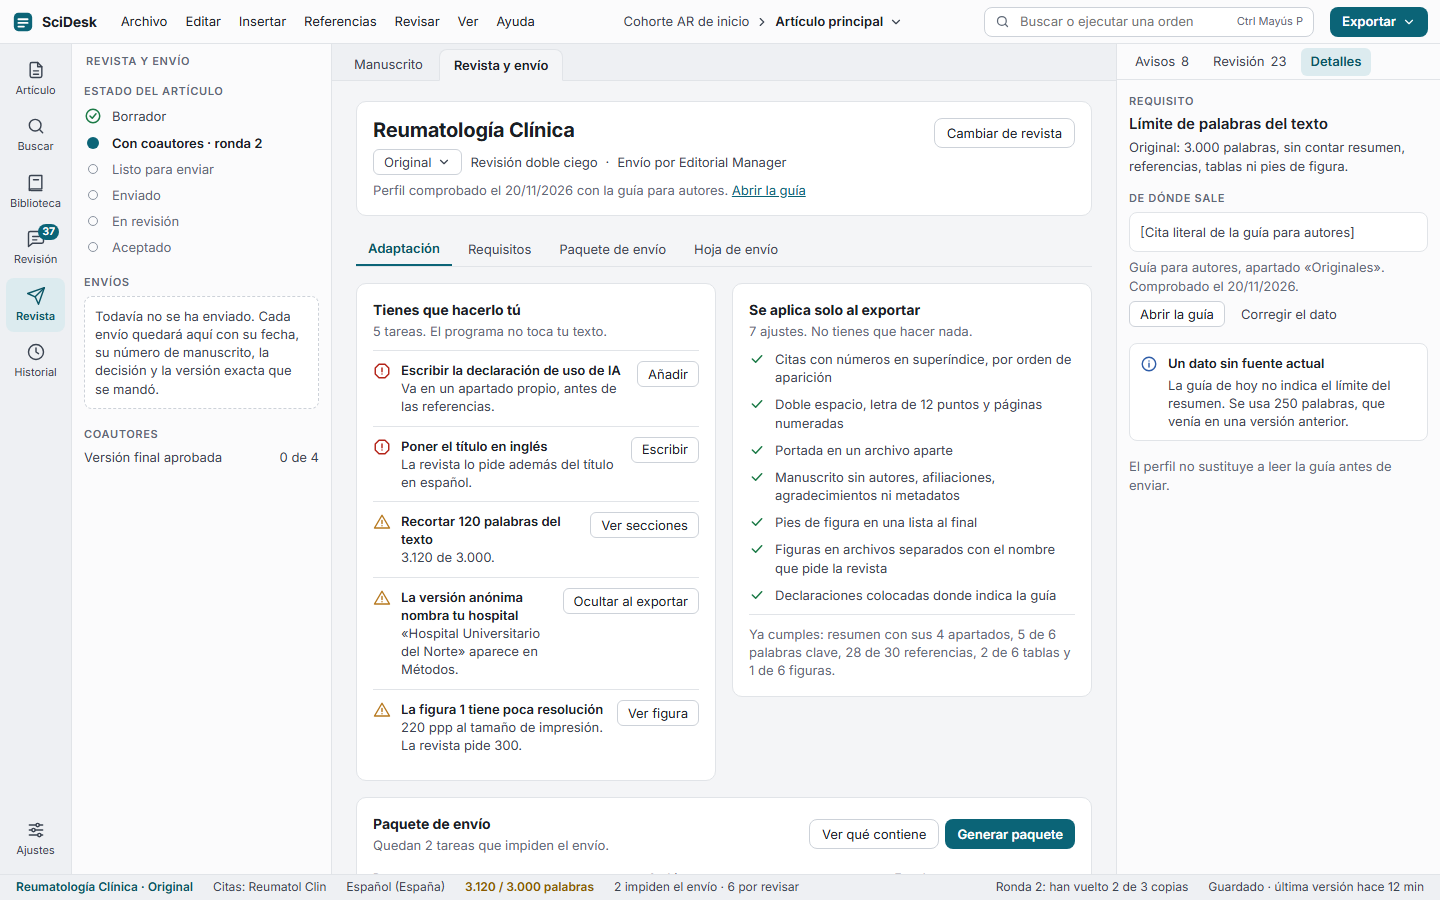 SciDesk
Archivo
Editar
Insertar
Referencias
Revisar
Ver
Ayuda
Cohorte AR de inicio
Artículo principal
Buscar o ejecutar una orden
Ctrl Mayús P
Exportar
Artículo
Buscar
Biblioteca
37
Revisión
Revista
Historial
Ajustes
REVISTA Y ENVÍO
ESTADO DEL ARTÍCULO
Borrador
Con coautores · ronda 2
Listo para enviar
Enviado
En revisión
Aceptado
ENVÍOS
Todavía no se ha enviado. Cada
envío quedará aquí con su fecha,
su número de manuscrito, la
decisión y la versión exacta que
se mandó.
COAUTORES
Versión final aprobada 0 de 4
Manuscrito
Revista y envío
Reumatología Clínica
Cambiar de revista
Original
Revisión doble ciego · Envío por Editorial Manager
Perfil comprobado el 20/11/2026 con la guía para autores. Abrir la guía
Adaptación
Requisitos
Paquete de envío
Hoja de envío
Tienes que hacerlo tú
5 tareas. El programa no toca tu texto.
Escribir la declaración de uso de IA
Va en un apartado propio, antes de
las referencias.
Añadir
Poner el título en inglés
La revista lo pide además del título
en español.
Escribir
Recortar 120 palabras del
texto
3.120 de 3.000.
Ver secciones
La versión anónima
nombra tu hospital
«Hospital Universitario
del Norte» aparece en
Métodos.
Ocultar al exportar
La figura 1 tiene poca resolución
220 ppp al tamaño de impresión.
La revista pide 300.
Ver figura
Se aplica solo al exportar
7 ajustes. No tienes que hacer nada.
Citas con números en superíndice, por orden de
aparición
Doble espacio, letra de 12 puntos y páginas
numeradas
Portada en un archivo aparte
Manuscrito sin autores, afiliaciones,
agradecimientos ni metadatos
Pies de figura en una lista al final
Figuras en archivos separados con el nombre
que pide la revista
Declaraciones colocadas donde indica la guía
Ya cumples: resumen con sus 4 apartados, 5 de 6
palabras clave, 28 de 30 referencias, 2 de 6 tablas y
1 de 6 figuras.
Paquete de envío
Quedan 2 tareas que impiden el envío.
Ver qué contiene
Generar paquete
Avisos 8
Revisión 23
Detalles
REQUISITO
Límite de palabras del texto
Original: 3.000 palabras, sin contar resumen,
referencias, tablas ni pies de figura.
DE DÓNDE SALE
[Cita literal de la guía para autores]
Guía para autores, apartado «Originales».
Comprobado el 20/11/2026.
Abrir la guía
Corregir el dato
Un dato sin fuente actual
La guía de hoy no indica el límite del
resumen. Se usa 250 palabras, que
venía en una versión anterior.
El perfil no sustituye a leer la guía antes de
enviar.
Reumatología Clínica · Original
Citas: Reumatol Clin
Español (España)
3.120 / 3.000 palabras
2 impiden el envío · 6 por revisar
Ronda 2: han vuelto 2 de 3 copias
Guardado · última versión hace 12 min